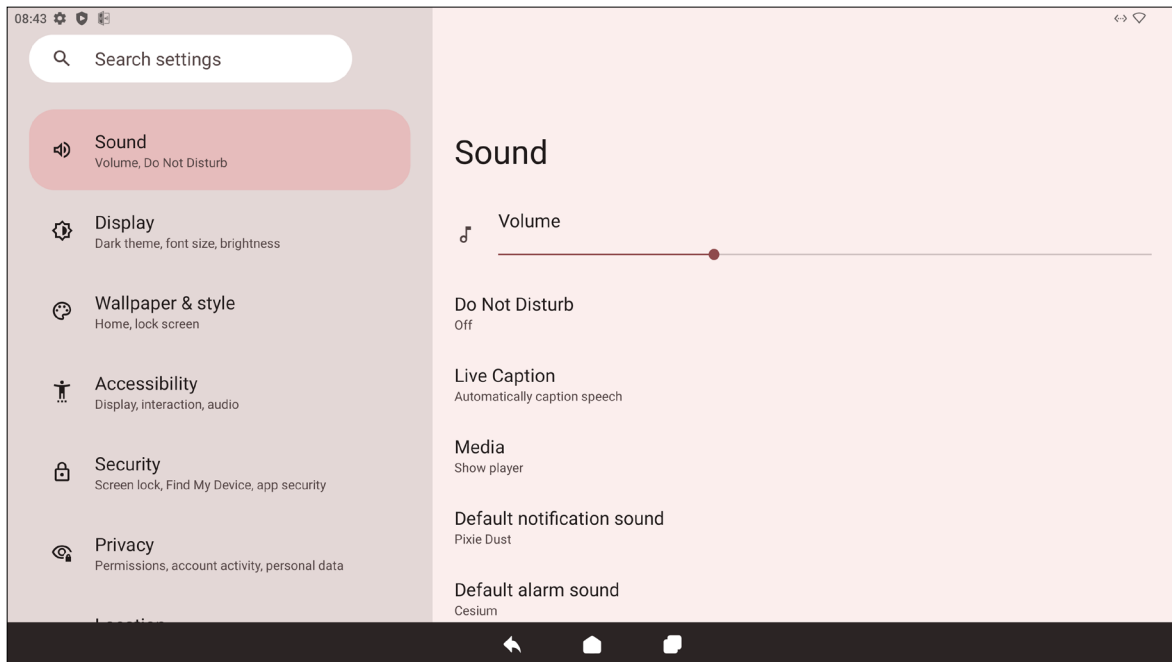 08:43
Search settings
Sound
Volume, Do Not Disturb
Display
Dark theme, font size, brightness
Wallpaper & style
Home, lock screen
Accessibility
Display, interaction, audio
Security
Screen lock, Find My Device, app security
Privacy
Permissions, account activity, personal data
Location
Sound
Volume
Do Not Disturb
Off
Live Caption
Automatically caption speech
Media
Show player
Default notification sound
Pixie Dust
Default alarm sound
Cesium